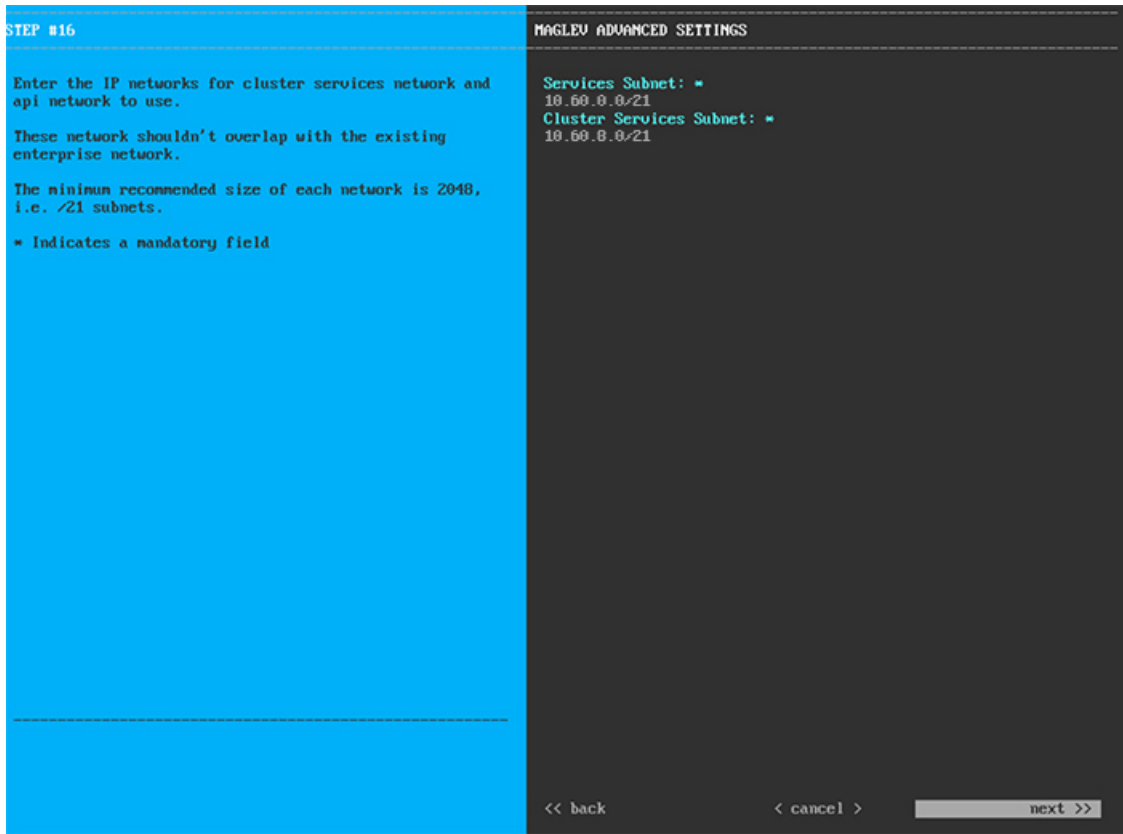 STEP #16
Enter the IP networks for cluster services network and
api network to use.
These network shouldn't overlap with the existing
enterprise network.
The minimum recommended size of each network is 2048,
i.e. /21 subnets.
* Indicates a mandatory field
MAGLEV ADVANCED SETTINGS
Services Subnet: *
10.60.0.0/21
Cluster Services Subnet: *
10.60.8.0/21
<< back
< cancel >
next >>